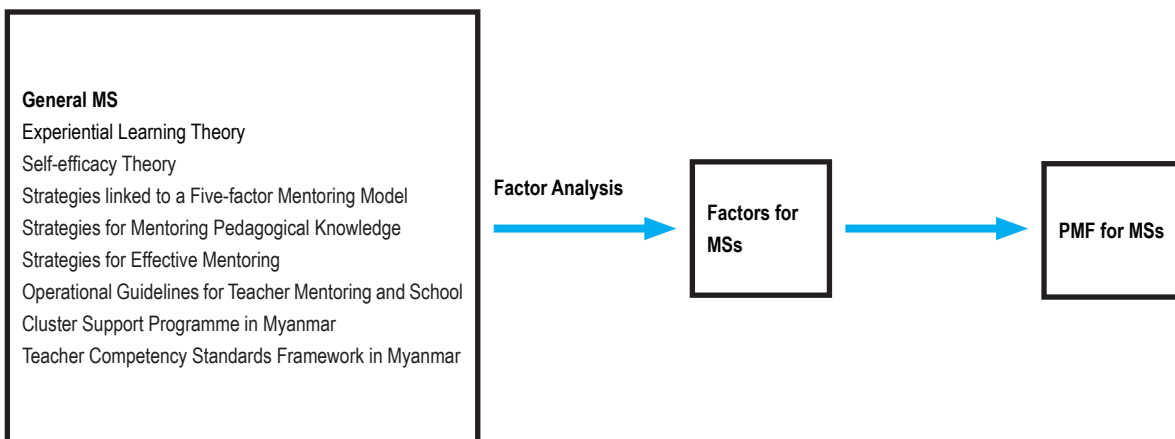 General MS
Experiential Learning Theory
Self-efficacy Theory
Strategies linked to a Five-factor Mentoring Model
Strategies for Mentoring Pedagogical Knowledge
Strategies for Effective Mentoring
Operational Guidelines for Teacher Mentoring and School
Cluster Support Programme in Myanmar
Teacher Competency Standards Framework in Myanmar
Factor Analysis
Factors for
MSs
PMF for MSs